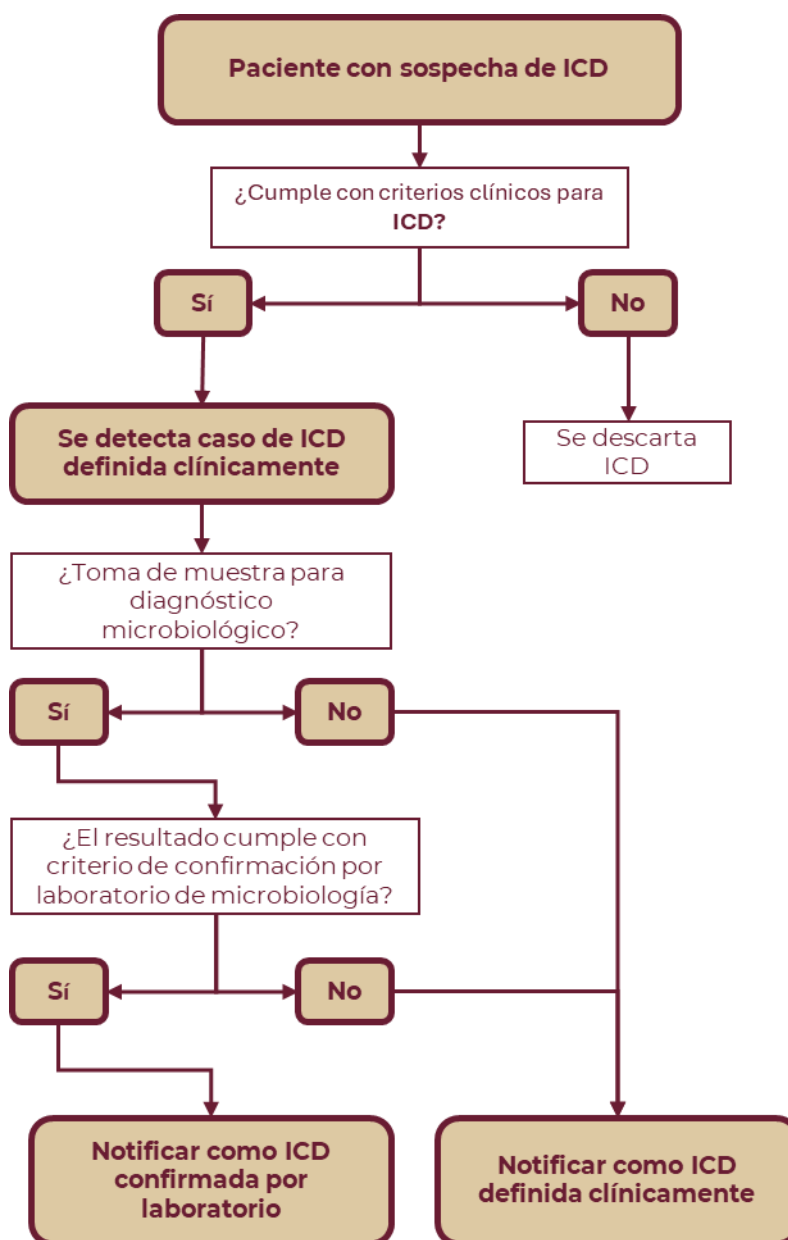 Paciente con sospecha de ICD
¿Cumple con criterios clínicos para
ICD?
Sí
No
Se detecta caso de ICD
definida clínicamente
Se descarta
ICD
¿Toma de muestra para
diagnóstico
microbiológico?
Sí
No
¿El resultado cumple con
criterio de confirmación por
laboratorio de microbiología?
Sí
No
Notificar como ICD
confirmada por
laboratorio
Notificar como ICD
definida clínicamente